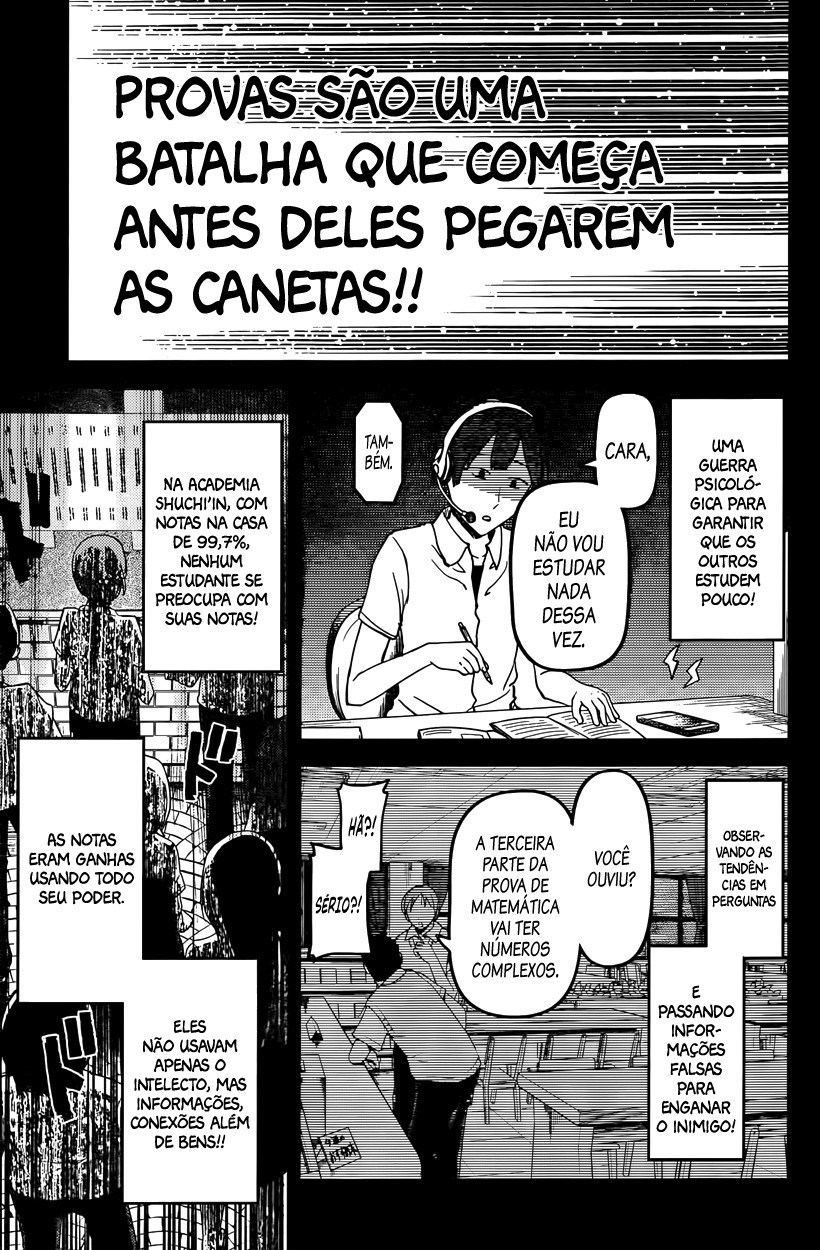 PROVAS SÃO UMA
BATALHA QUE COMEÇA
ANTES DELES PEGAREM
AS CANETAS!!
UMA
GUERRA
PSICOLÓ-
GICA PARA
GARANTIR
QUE OS
OUTROS
ESTUDEM
POUCO!
CARA,
EU
NÃO VOU
ESTUDAR
NADA
DESSA
VEZ.
TAM-
BÉM.
OBSER-
VANDO AS
TENDÊN-
CIAS EM
PERGUNTAS
E
PASSANDO
INFOR-
MAÇÕES
FALSAS
PARA
ENGANAR
O INIMIGO!
VOCÊ
OUVIU?
A TERCEIRA
PARTE DA
PROVA DE
MATEMÁTICA
VAI TER
NÚMEROS
COMPLEXOS.
HÃ?!
SÉRIO?!
NA ACADEMIA
SHUCHI'IN, COM
NOTAS NA CASA
DE 99,7%,
NENHUM
ESTUDANTE SE
PREOCUPA COM
SUAS NOTAS!
ド
AS NOTAS
ERAM GANHAS
USANDO TODO
SEU PODER.
ELES
NÃO USAVAM
APENAS O
INTELECTO, MAS
INFORMAÇÕES,
CONEXÕES ALÉM
DE BENS!!
ドド